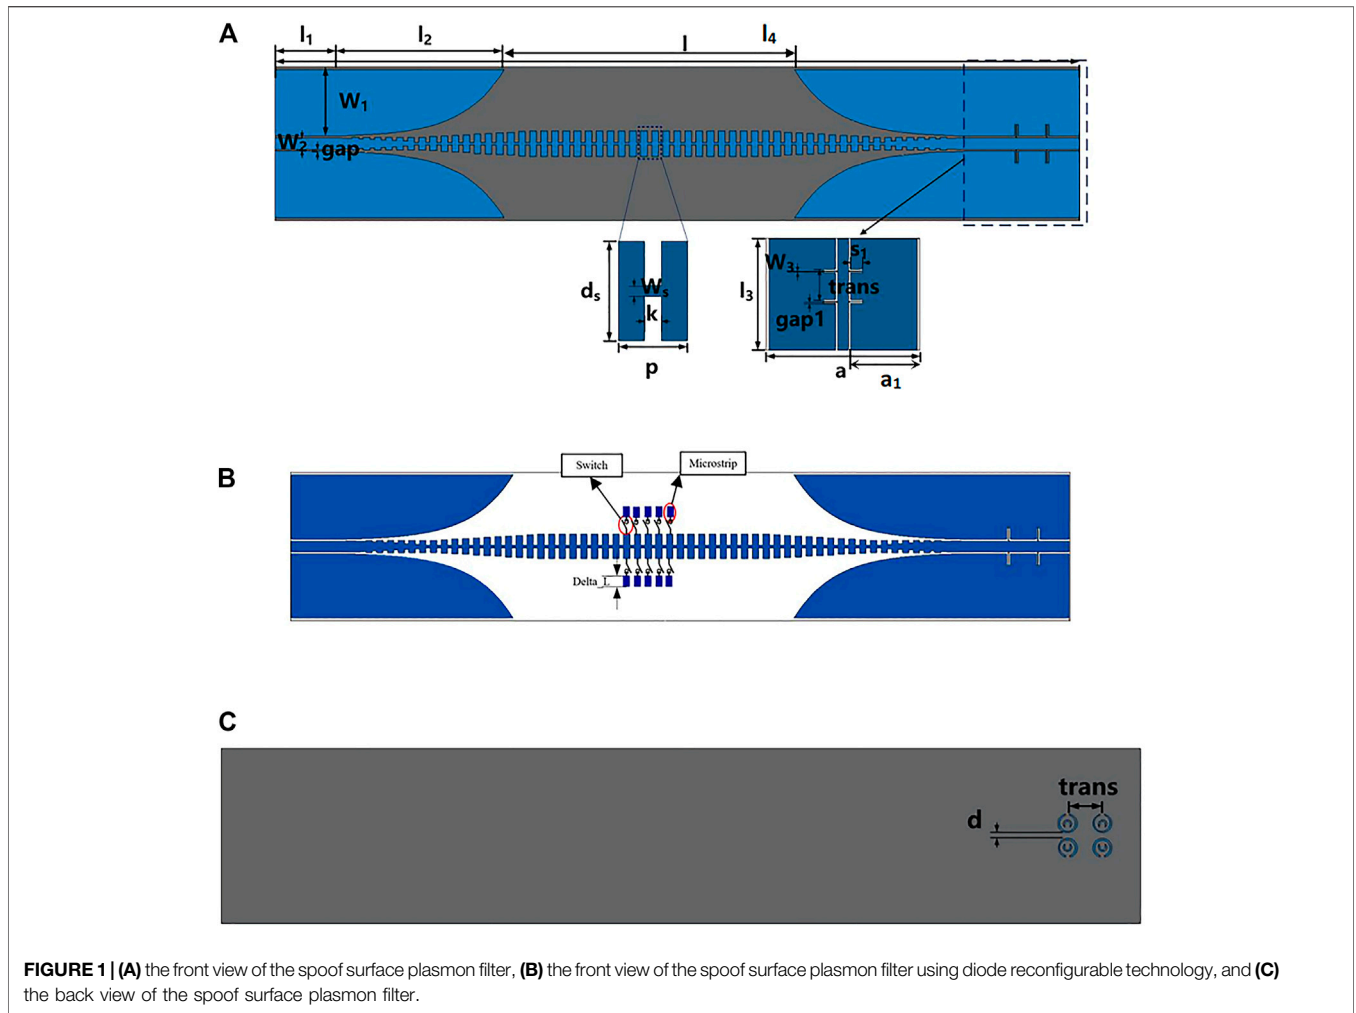 A
l1
l2
l
l4
W1
W2
gap
ds
Ws
k
p
l3
W3
s1
trans
gap1
a
a1
B
Switch
Microstrip
Delta_L
C
trans
d
FIGURE 1 | (A) the front view of the spoof surface plasmon filter, (B) the front view of the spoof surface plasmon filter using diode reconfigurable technology, and (C)
the back view of the spoof surface plasmon filter.